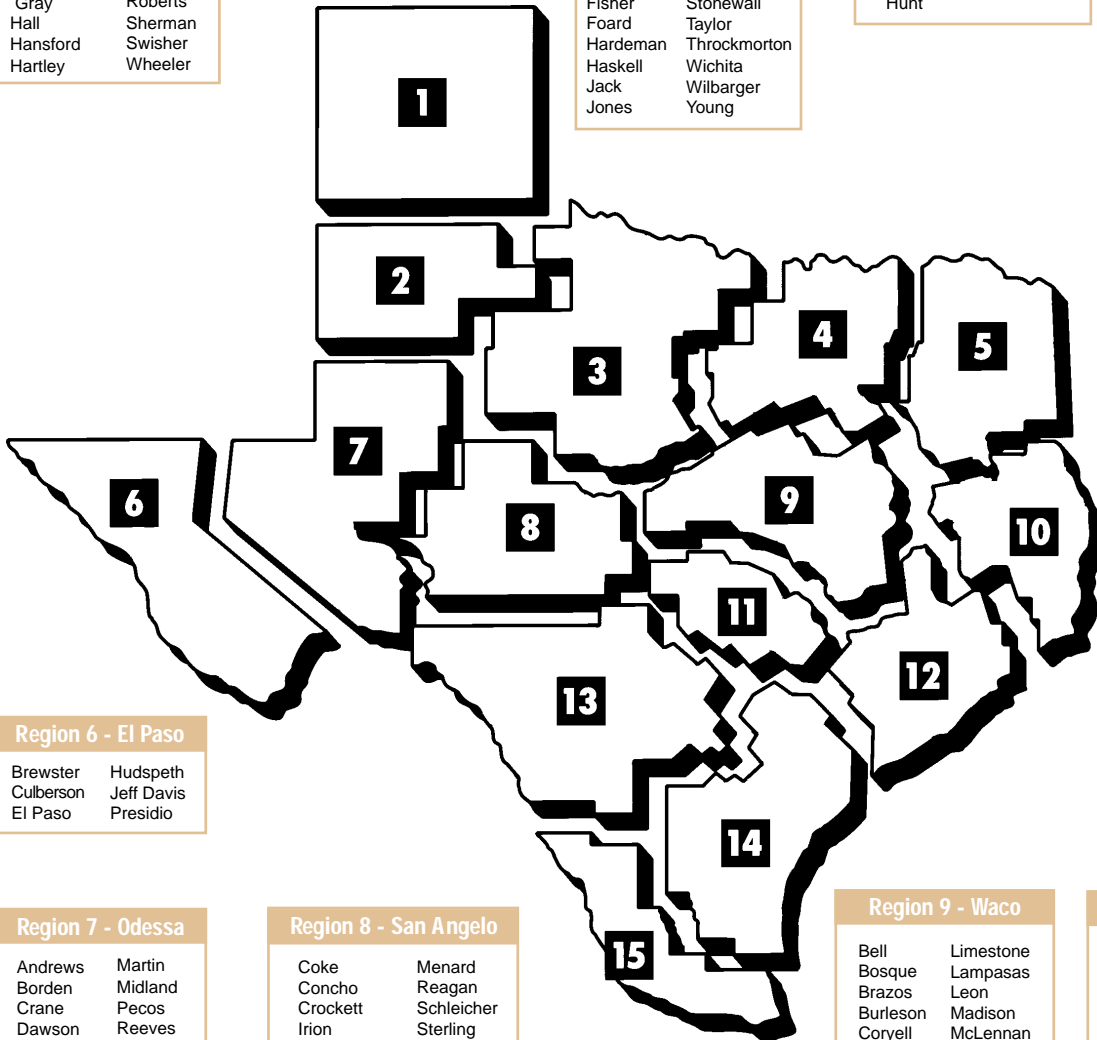 Gray Roberts
Hall Sherman
Hansford Swisher
Hartley Wheeler
Fisher Stonewall
Foard Taylor
Hardeman Throckmorton
Haskell Wichita
Jack Wilbarger
Jones Young
Hunt
1
2
3
4
5
6
7
8
9
10
11
12
13
14
15
Region 6 - El Paso
Brewster Hudspeth
Culberson Jeff Davis
El Paso Presidio
Region 7 - Odessa
Andrews Martin
Borden Midland
Crane Pecos
Dawson Reeves
Region 8 - San Angelo
Coke Menard
Concho Reagan
Crockett Schleicher
Irion Sterling
Region 9 - Waco
Bell Limestone
Bosque Lampasas
Brazos Leon
Burleson Madison
Coryell McLennan